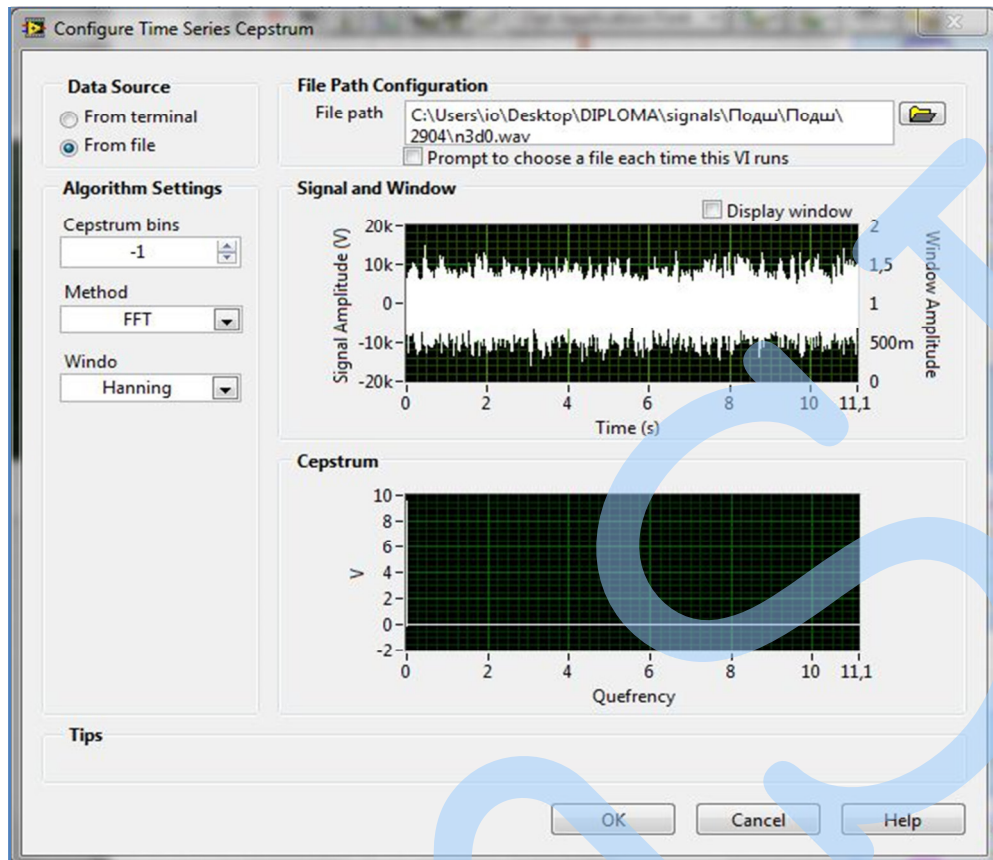 Configure Time Series Cepstrum
Data Source
From terminal
From file
File Path Configuration
File path
C:\Users\io\Desktop\DIPLOMA\signals\Подш\Подш\
2904\n3d0.wav
Prompt to choose a file each time this VI runs
Algorithm Settings
Cepstrum bins
-1
Method
FFT
Windo
Hanning
Signal and Window
Display window
Signal Amplitude (V)
20k
10k
0
-10k
-20k
2
1,5
1
500m
0
Window Amplitude
0 2 4 6 8 10 11,1
Time (s)
Cepstrum
V
10
8
6
4
2
0
-2
0 2 4 6 8 10 11,1
Quefrency
Tips
OK Cancel Help